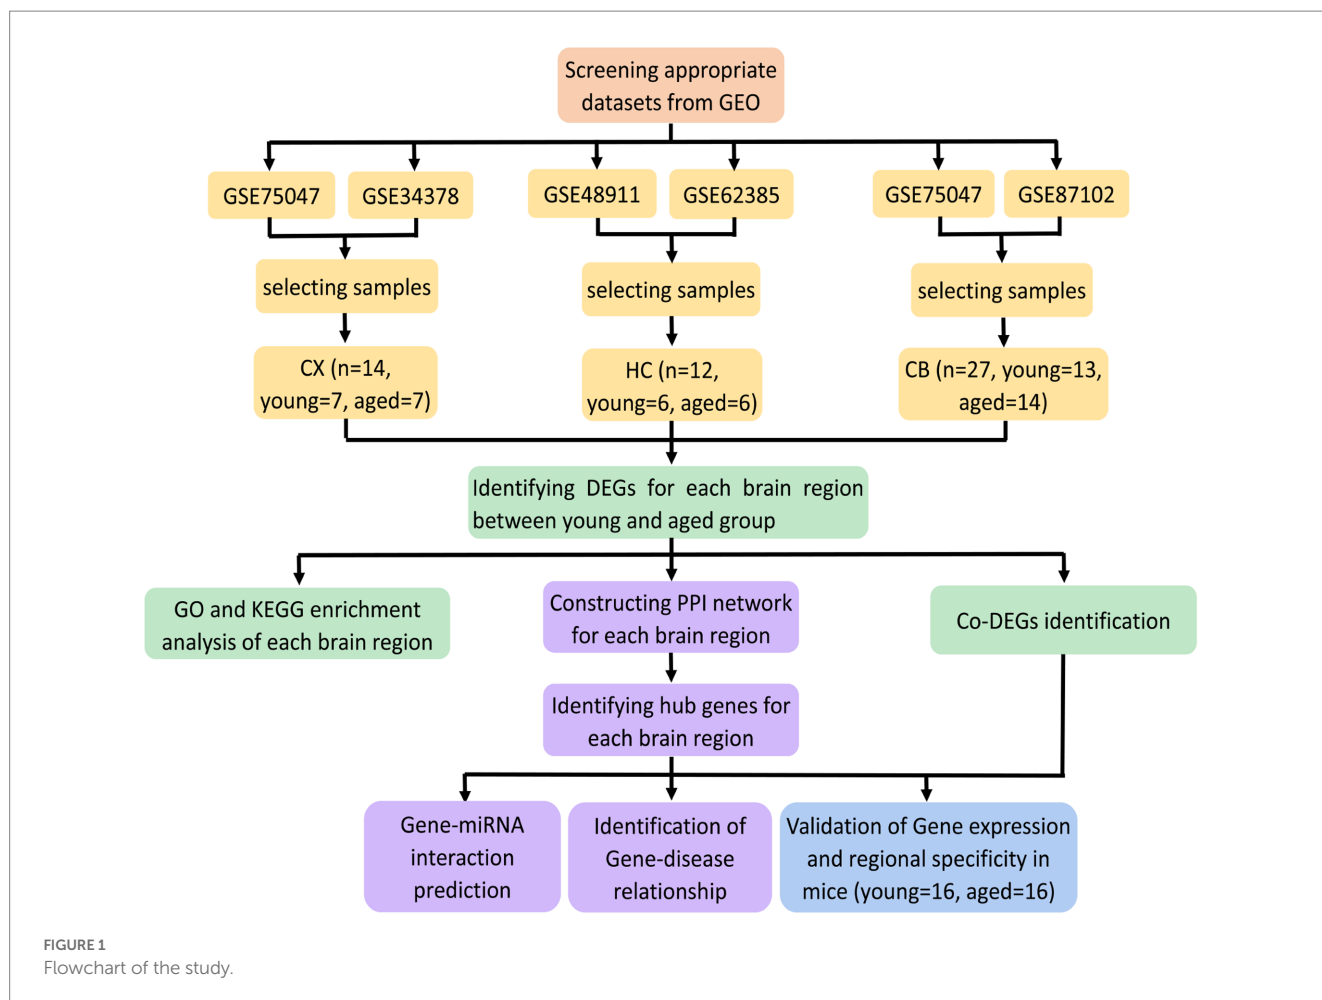 Screening appropriate
datasets from GEO
GSE75047
GSE34378
GSE48911
GSE62385
GSE75047
GSE87102
selecting samples
selecting samples
selecting samples
CX (n=14,
young=7, aged=7)
HC (n=12,
young=6, aged=6)
CB (n=27, young=13,
aged=14)
Identifying DEGs for each brain region
between young and aged group
GO and KEGG enrichment
analysis of each brain region
Constructing PPI network
for each brain region
Co-DEGs identification
Identifying hub genes for
each brain region
Gene-miRNA
interaction
prediction
Identification of
Gene-disease
relationship
Validation of Gene expression
and regional specificity in
mice (young=16, aged=16)
FIGURE 1
Flowchart of the study.